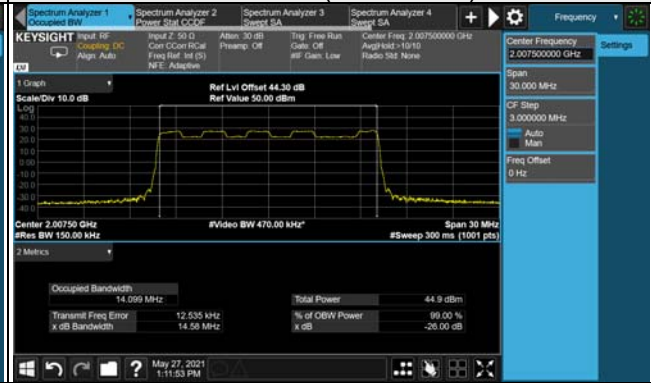 Spectrum Analyzer 1
Occupied BW
Spectrum Analyzer 2
Power Stat CCDF
Spectrum Analyzer 3
Swept SA
Spectrum Analyzer 4
Swept SA
Frequency
KEYSIGHT
Input: RF
Coupling: DC
Align: Auto
Input Z: 50 Ω
Corr CCorr RCal
Freq Ref: Int (S)
NFE: Adaptive
Atten: 30 dB
Preamp: Off
Trig: Free Run
Gate: Off
#IF Gain: Low
Center Freq: 2.007500000 GHz
Avg|Hold:>10/10
Radio Std: None
Center Frequency
2.007500000 GHz
Settings
Span
30.000 MHz
CF Step
3.000000 MHz
Auto
Man
Freq Offset
0 Hz
1 Graph
Scale/Div 10.0 dB
Ref Lvl Offset 44.30 dB
Ref Value 50.00 dBm
Log
40.0
30.0
20.0
10.0
0.00
-10.0
-20.0
-30.0
-40.0
Center 2.00750 GHz
#Res BW 150.00 kHz
#Video BW 470.00 kHz*
Span 30 MHz
#Sweep 300 ms (1001 pts)
2 Metrics
Occupied Bandwidth
14.099 MHz
Total Power
44.9 dBm
Transmit Freq Error
12.535 kHz
% of OBW Power
99.00 %
x dB Bandwidth
14.58 MHz
x dB
-26.00 dB
May 27, 2021
1:11:53 PM